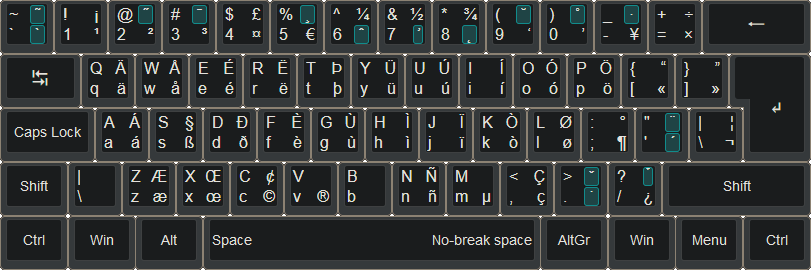 ~ ˜ ! ¡ @ ˝ # ¯ $ £ % ¸ ^ ¼ & ½ * ¾ ( ˘ ) ˚ _ + ÷ ←
` ` 1 ¹ 2 ² 3 ³ 4 ¤ 5 € 6 ˆ 7 8 ˛ 9 ‘ 0 ’ - ¥ = ×
↹ Q Ä W Å E É R Ë T Þ Y Ü U Ú I Í O Ó P Ö { “ } ”
q ä w å e é r ë t þ y ü u ú i í o ó p ö [ « ] » ↵
Caps Lock A Á S § D Ð F È G Ù H Ì J Ï K Ò L Ø : ° " ¨ | ¦
a á s ß d ð f è g ù h ì j ï k ò l ø ; ¶ ' ´ \ ¬
Shift | Z Æ X Œ C ¢ V B N Ñ M < Ç > ? ˇ Shift
\ z æ x œ c © v ® b n ñ m µ , ç . / ¿
Ctrl Win Alt Space No-break space AltGr Win Menu Ctrl